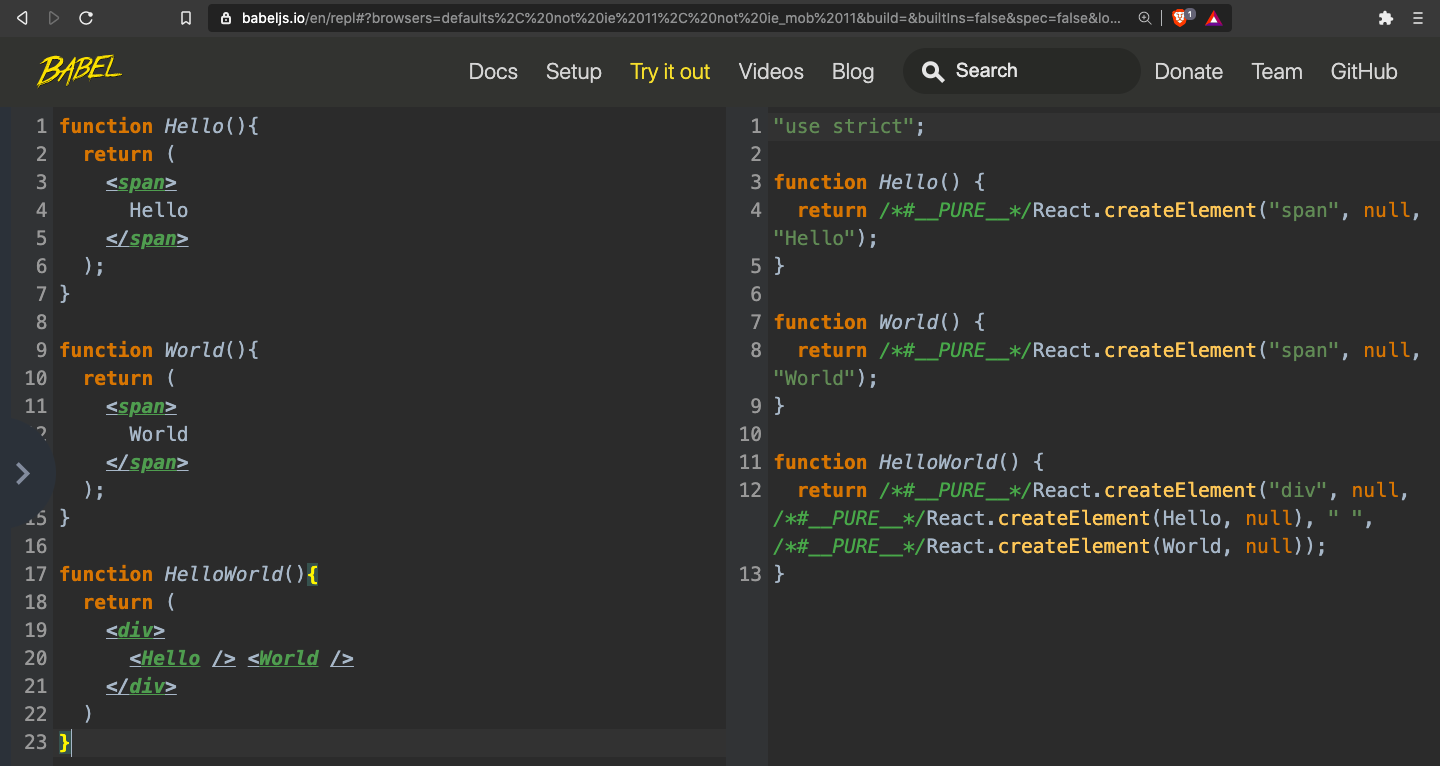 babeljs.io/en/repl#?browsers=defaults%2C%20not%20ie%2011%2C%20not%20ie_mob%2011&build=&builtIns=false&spec=false&lo...
1
BABEL
Docs Setup Try it out Videos Blog Search Donate Team GitHub
1 function Hello(){
2 return (
3 <span>
4 Hello
5 </span>
6 );
7 }
8
9 function World(){
10 return (
11 <span>
12 World
</span>
);
15 }
16
17 function HelloWorld(){
18 return (
19 <div>
20 <Hello /> <World />
21 </div>
22 )
23 }
1 "use strict";
2
3 function Hello() {
4 return /*#__PURE__*/React.createElement("span", null,
"Hello");
5 }
6
7 function World() {
8 return /*#__PURE__*/React.createElement("span", null,
"World");
9 }
10
11 function HelloWorld() {
12 return /*#__PURE__*/React.createElement("div", null,
/*#__PURE__*/React.createElement(Hello, null), " ",
/*#__PURE__*/React.createElement(World, null));
13 }